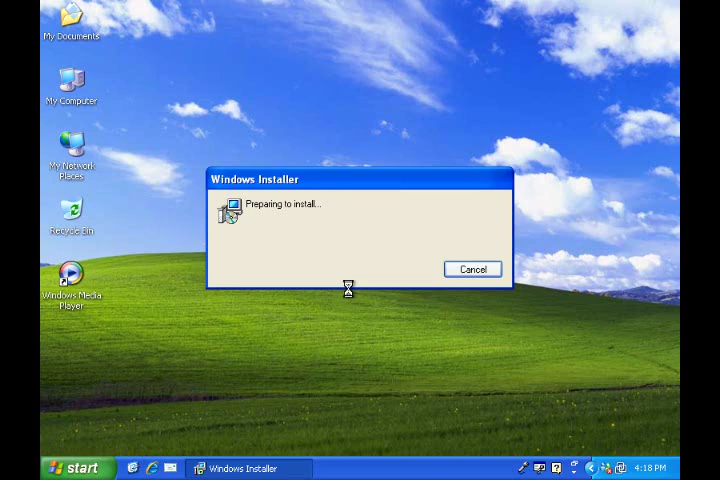 My Documents
My Computer
My Network
Places
Recycle Bin
Windows Media
Player
Windows Installer
Preparing to install...
Cancel
start
Windows Installer
4:18 PM